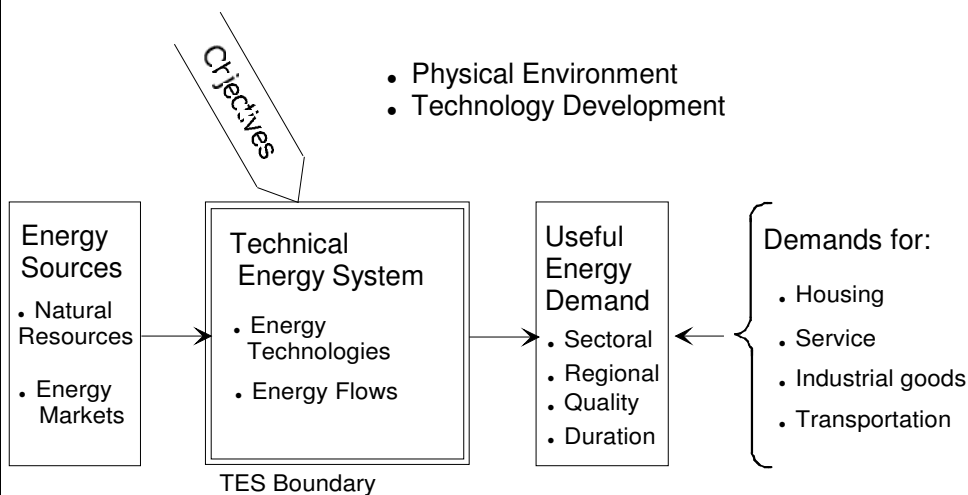 Objectives
• Physical Environment
• Technology Development
Energy
Sources
• Natural
Resources
• Energy
Markets
Technical
Energy System
• Energy
Technologies
• Energy Flows
TES Boundary
Useful
Energy
Demand
• Sectoral
• Regional
• Quality
• Duration
Demands for:
• Housing
• Service
• Industrial goods
• Transportation